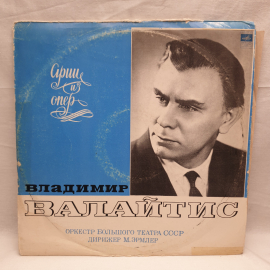 Арии
из
опер
ВЛАДИМИР
ВАЛАЙТИС
ОРКЕСТР БОЛЬШОГО ТЕАТРА СССР
ДИРИЖЕР М. ЭРМЛЕР